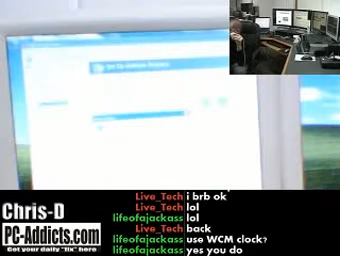 Live_Tech i brb ok
Live_Tech lol
lifeofajackass lol
Live_Tech back
lifeofajackass use WCM clock?
lifeofajackass yes you do
Chris-D
PC-Addicts.com
Got your daily "fix" here